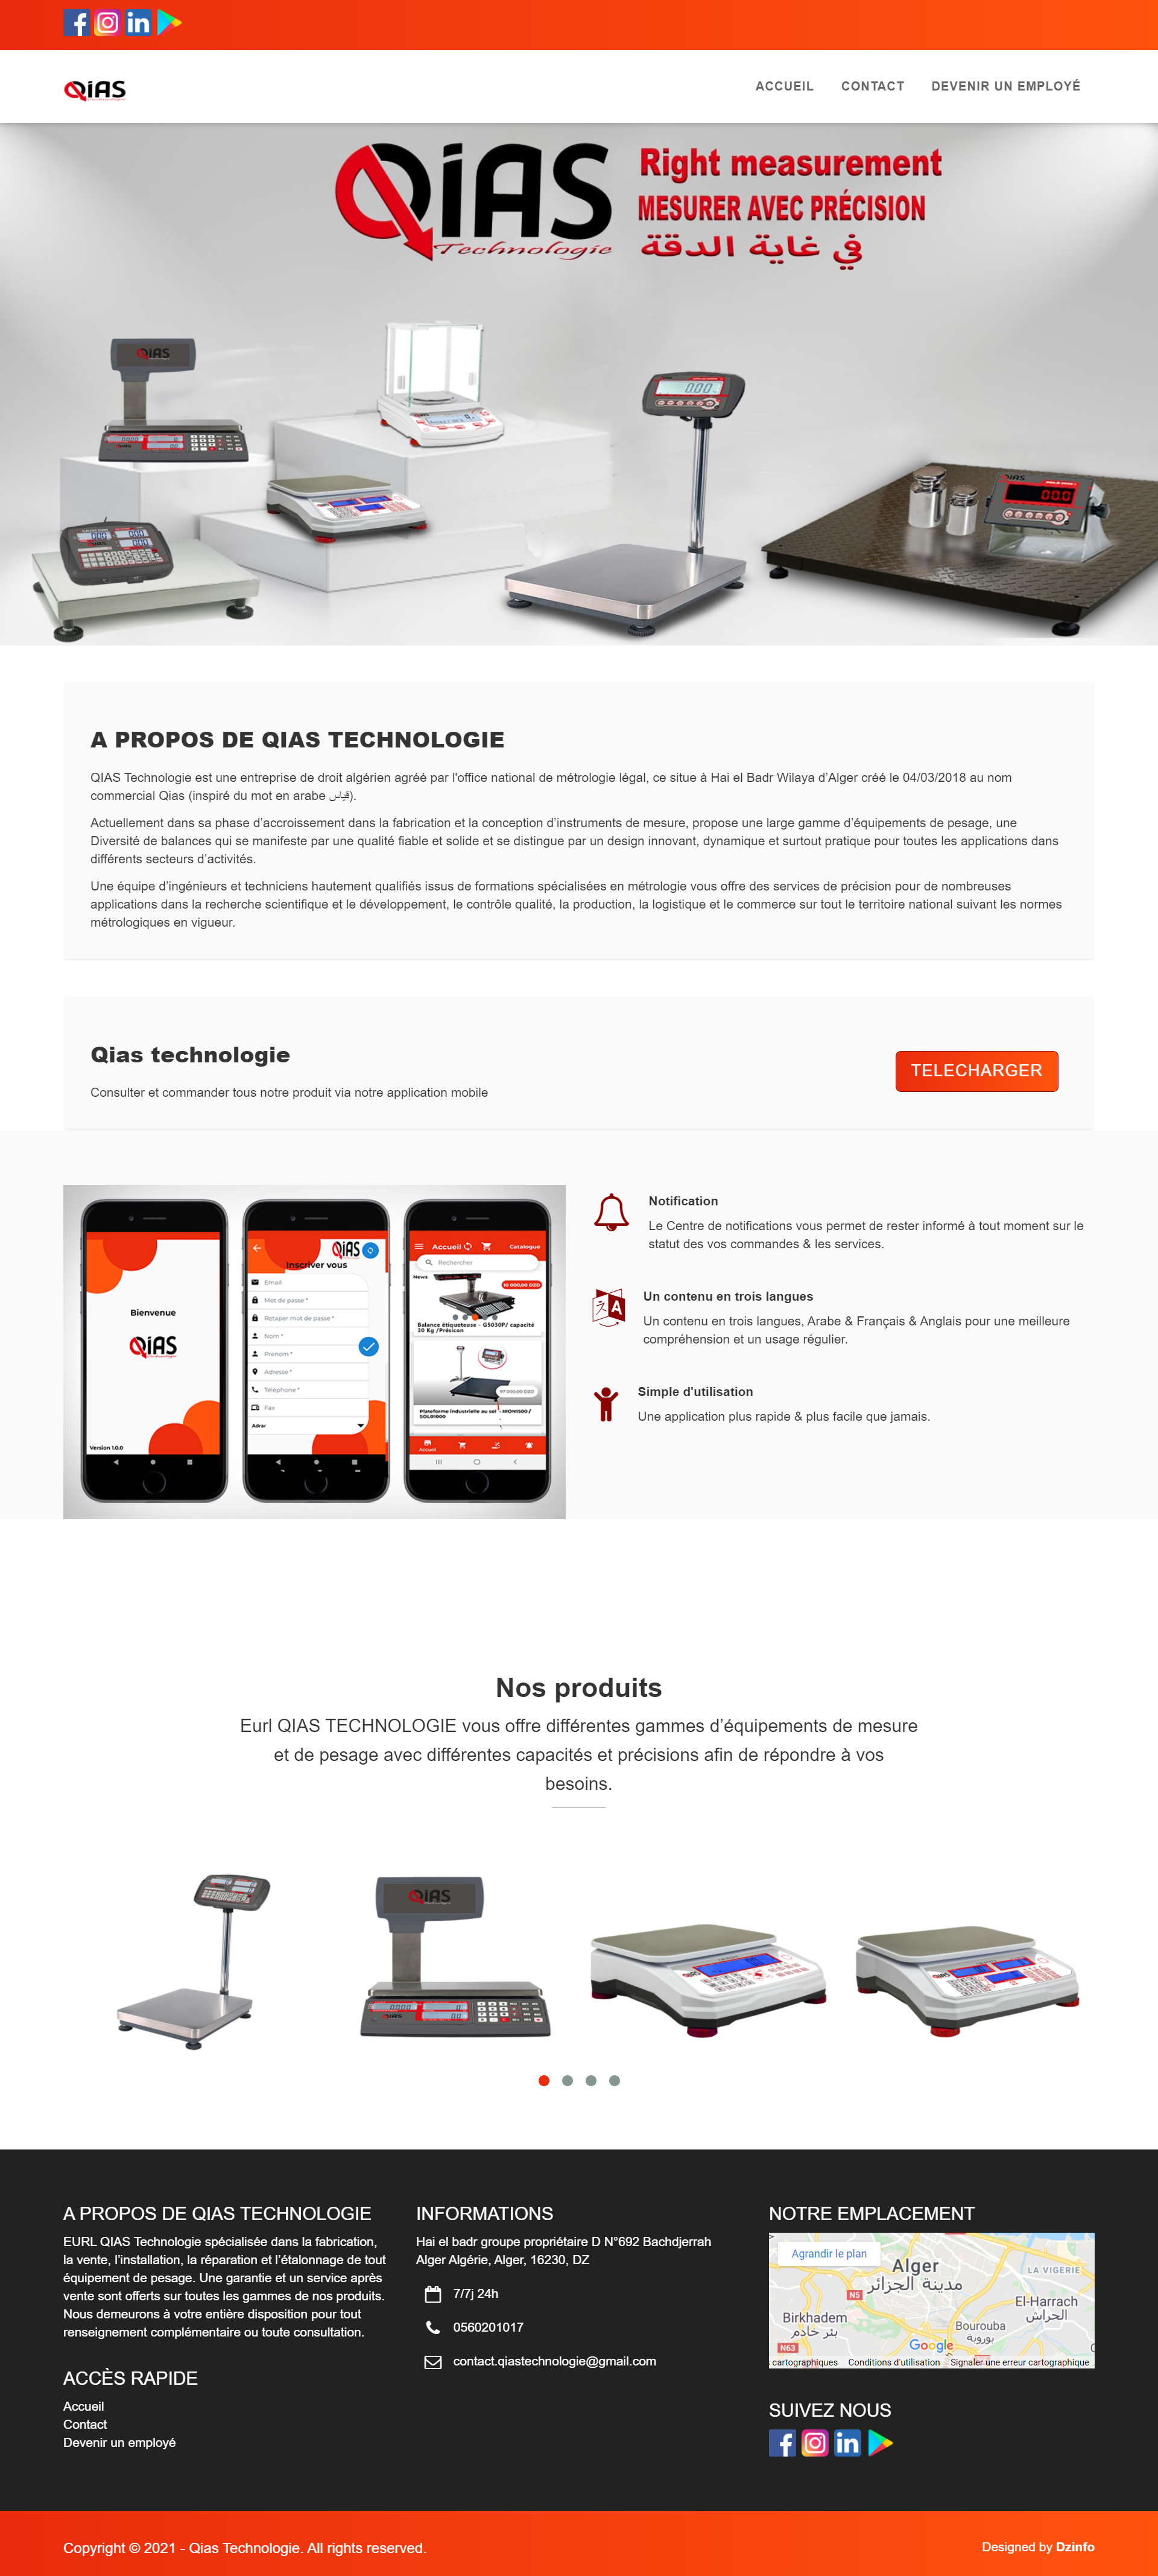 QiAS
ACCUEIL
CONTACT
DEVENIR UN EMPLOYÉ
QiAS
Technologie
Right measurement
MESURER AVEC PRÉCISION
في غاية الدقة
QiAS
A PROPOS DE QIAS TECHNOLOGIE
QIAS Technologie est une entreprise de droit algérien agréé par l'office national de métrologie légal, ce situe à Hai el Badr Wilaya d’Alger créé le 04/03/2018 au nom
commercial Qias (inspiré du mot en arabe قياس).
Actuellement dans sa phase d’accroissement dans la fabrication et la conception d’instruments de mesure, propose une large gamme d’équipements de pesage, une
Diversité de balances qui se manifeste par une qualité fiable et solide et se distingue par un design innovant, dynamique et surtout pratique pour toutes les applications dans
différents secteurs d’activités.
Une équipe d’ingénieurs et techniciens hautement qualifiés issus de formations spécialisées en métrologie vous offre des services de précision pour de nombreuses
applications dans la recherche scientifique et le développement, le contrôle qualité, la production, la logistique et le commerce sur tout le territoire national suivant les normes
métrologiques en vigueur.
Qias technologie
Consulter et commander tous notre produit via notre application mobile
TELECHARGER
Bienvenue
QiAS
Version 1.0.0
QiAS
Inscriver vous
Email
Mot de passe *
Retaper mot de passe *
Nom *
Prenom *
Adresse *
Téléphone *
Fax
Adrar
Accueil
Catalogue
Rechercher
News
10 000,00 DZD
Balance étiqueteuse - G5030P/ capacité
30 Kg /Présicon
97 000,00 DZD
Plateforme industrielle au sol - IRON1500 /
SOLB1000
Accueil
Notification
Le Centre de notifications vous permet de rester informé à tout moment sur le
statut des vos commandes & les services.
Un contenu en trois langues
Un contenu en trois langues, Arabe & Français & Anglais pour une meilleure
compréhension et un usage régulier.
Simple d'utilisation
Une application plus rapide & plus facile que jamais.
Nos produits
Eurl QIAS TECHNOLOGIE vous offre différentes gammes d’équipements de mesure
et de pesage avec différentes capacités et précisions afin de répondre à vos
besoins.
QiAS
A PROPOS DE QIAS TECHNOLOGIE
EURL QIAS Technologie spécialisée dans la fabrication,
la vente, l’installation, la réparation et l’étalonnage de tout
équipement de pesage. Une garantie et un service après
vente sont offerts sur toutes les gammes de nos produits.
Nous demeurons à votre entière disposition pour tout
renseignement complémentaire ou toute consultation.
ACCÈS RAPIDE
Accueil
Contact
Devenir un employé
INFORMATIONS
Hai el badr groupe propriétaire D N°692 Bachdjerrah
Alger Algérie, Alger, 16230, DZ
7/7j 24h
0560201017
contact.qiastechnologie@gmail.com
NOTRE EMPLACEMENT
>
Agrandir le plan
Alger
مدينة الجزائر
LA VIGERIE
N5
El-Harrach
الحراش
Birkhadem
بئر خادم
Bourouba
بوروبة
N63
Google
cartographiques
Conditions d'utilisation
Signaler une erreur cartographique
SUIVEZ NOUS
Copyright © 2021 - Qias Technologie. All rights reserved.
Designed by Dzinfo